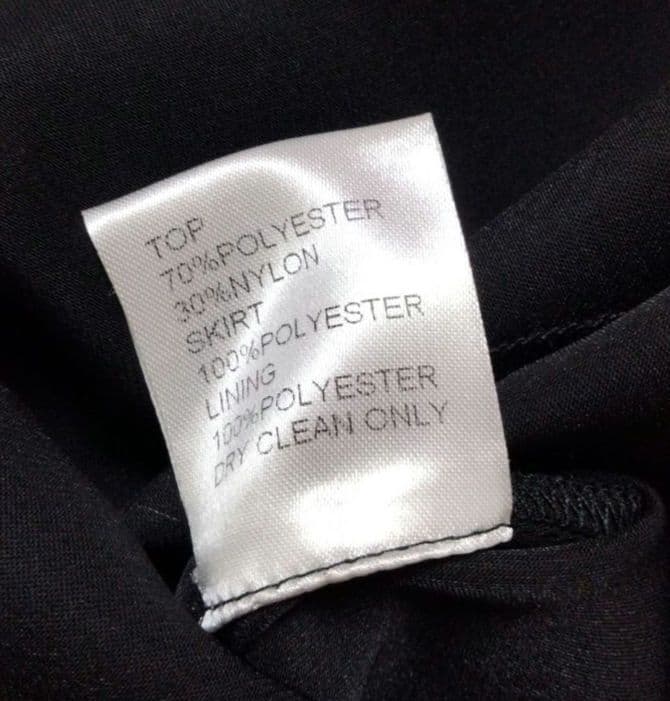 TOP
70%POLYESTER
30%NYLON
SKIRT
100%POLYESTER
LINING
100%POLYESTER
DRY CLEAN ONLY